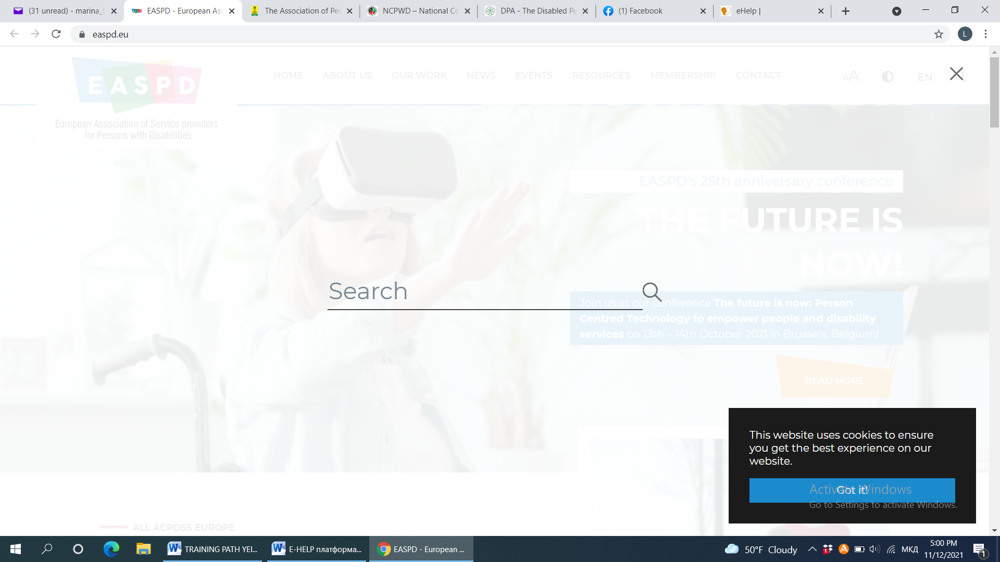 (31 unread) - marina_t
EASPD - European Ass
The Association of Peo
NCPWD – National Co
DPA - The Disabled Pe
(1) Facebook
eHelp |
easpd.eu
L
EASPD
European Association of Service providers
for Persons with Disabilities
HOME
ABOUT US
OUR WORK
NEWS
EVENTS
RESOURCES
MEMBERSHIP
CONTACT
AA
EN
EASPD's 25th anniversary conference
THE FUTURE IS
NOW!
Search
Join us at our conference The future is now: Person
Centred Technology to empower people and disability
services on 13th – 14th October 2021 in Brussels, Belgium!
READ MORE
This website uses cookies to ensure
you get the best experience on our
website.
Got it!
Activate Windows
Go to Settings to activate Windows.
ALL ACROSS EUROPE
TRAINING PATH YEI...
E-HELP платформа...
EASPD - European ...
50°F Cloudy
1
МКД
5:00 PM
11/12/2021
1